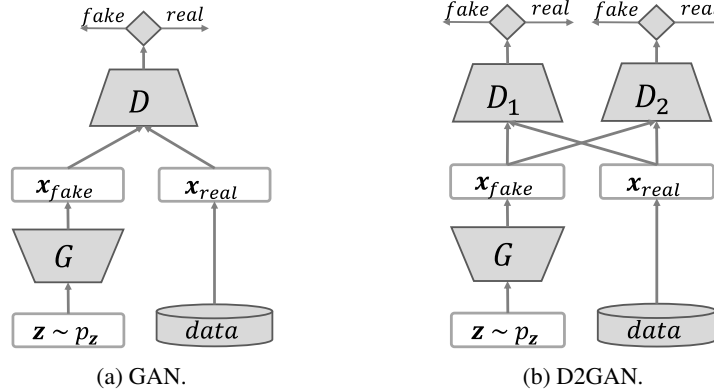 fake real
D
x_fake x_real
G
z ~ p_z data
(a) GAN.
fake real fake real
D_1 D_2
x_fake x_real
G
z ~ p_z data
(b) D2GAN.